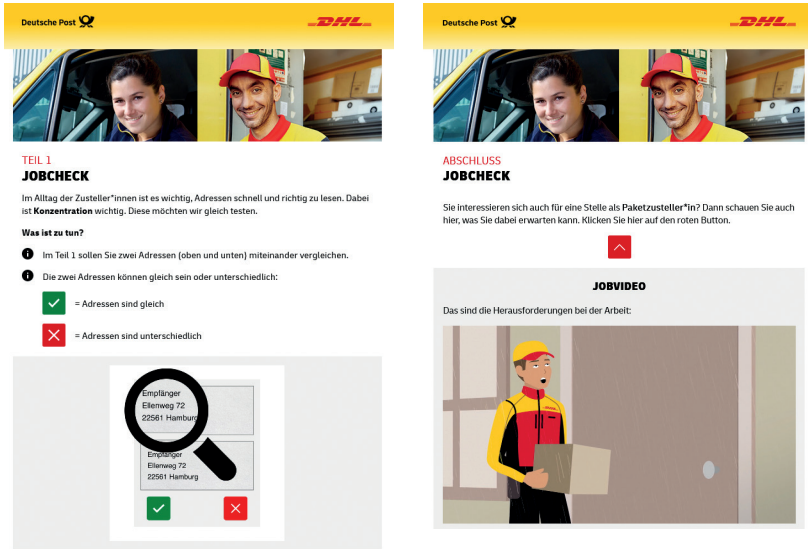 Deutsche Post
DHL
TEIL 1
JOBCHECK
Im Alltag der Zusteller*innen ist es wichtig, Adressen schnell und richtig zu lesen. Dabei
ist Konzentration wichtig. Diese möchten wir gleich testen.
Was ist zu tun?
Im Teil 1 sollen Sie zwei Adressen (oben und unten) miteinander vergleichen.
Die zwei Adressen können gleich sein oder unterschiedlich:
= Adressen sind gleich
= Adressen sind unterschiedlich
Empfänger
Ellenweg 72
22561 Hamburg
Empfänger
Ellenweg 72
22561 Hamburg
Deutsche Post
DHL
ABSCHLUSS
JOBCHECK
Sie interessieren sich auch für eine Stelle als Paketzusteller*in? Dann schauen Sie auch
hier, was Sie dabei erwarten kann. Klicken Sie hier auf den roten Button.
JOBVIDEO
Das sind die Herausforderungen bei der Arbeit: